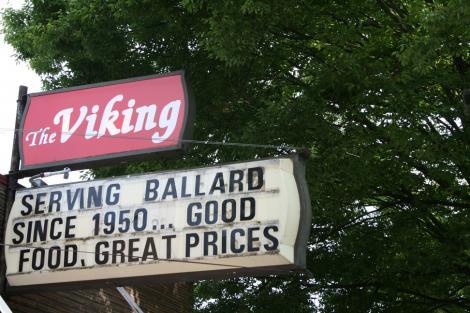 The Viking
SERVING BALLARD
SINCE 1950... GOOD
FOOD, GREAT PRICES